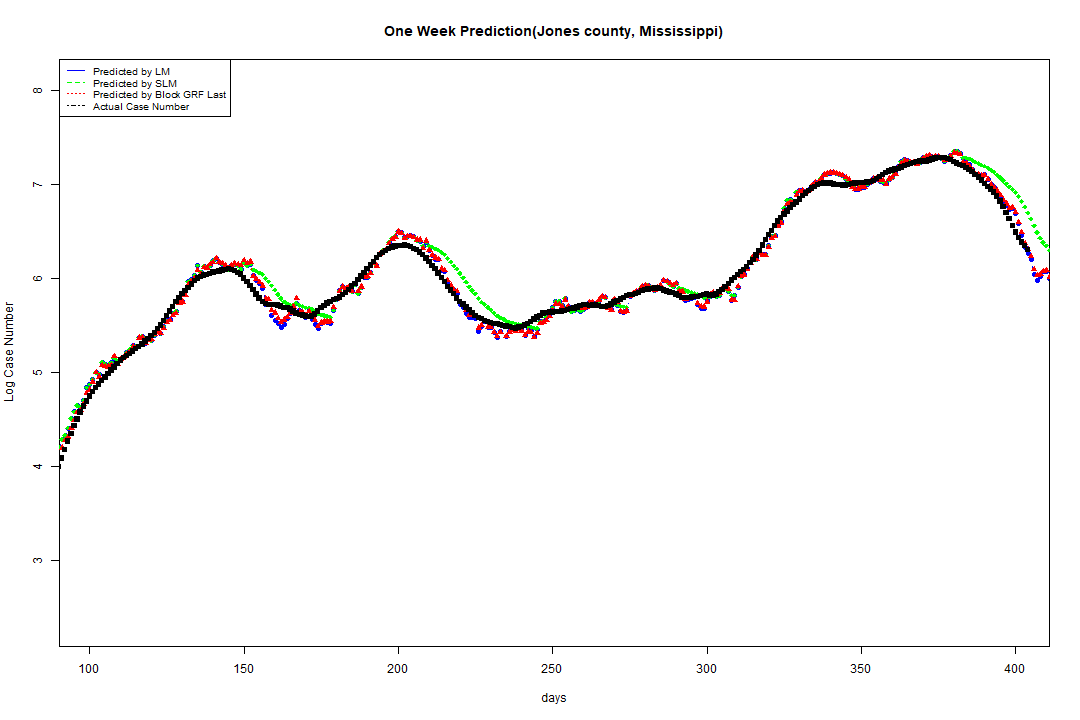 One Week Prediction(Jones county, Mississippi)
Predicted by LM
Predicted by SLM
Predicted by Block GRF Last
Actual Case Number
8
7
6
5
4
3
Log Case Number
100 150 200 250 300 350 400
days